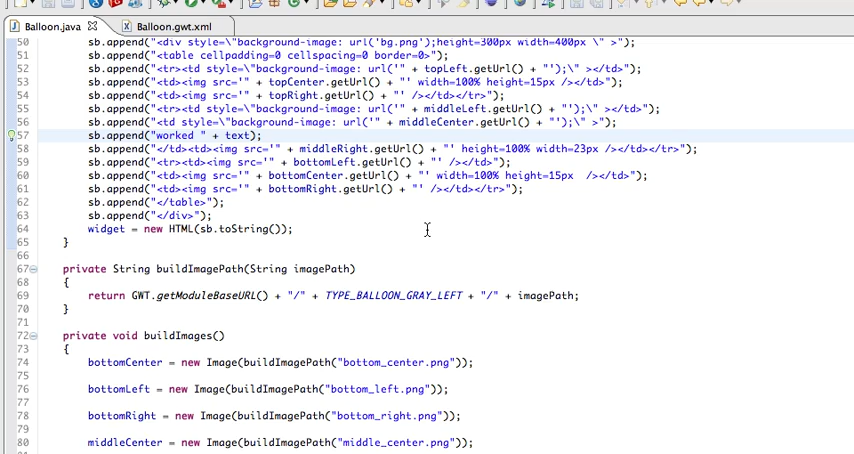 Balloon.java
Balloon.gwt.xml
50 sb.append("<div style=\"background-image: url('bg.png');height=300px width=400px \" >");
51 sb.append("<table cellpadding=0 cellspacing=0 border=0>");
52 sb.append("<tr><td style=\"background-image: url('" + topLeft.getUrl() + "');\" ></td>");
53 sb.append("<td><img src='" + topCenter.getUrl() + "' width=100% height=15px /></td>");
54 sb.append("<td><img src='" + topRight.getUrl() + "' /></td></tr>");
55 sb.append("<tr><td style=\"background-image: url('" + middleLeft.getUrl() + "');\" ></td>");
56 sb.append("<td style=\"background-image: url('" + middleCenter.getUrl() + "');\" >");
57 sb.append("worked " + text);
58 sb.append("</td><td><img src='" + middleRight.getUrl() + "' height=100% width=23px /></td></tr>");
59 sb.append("<tr><td><img src='" + bottomLeft.getUrl() + "' /></td>");
60 sb.append("<td><img src='" + bottomCenter.getUrl() + "' width=100% height=15px  /></td>");
61 sb.append("<td><img src='" + bottomRight.getUrl() + "' /></td></tr>");
62 sb.append("</table>");
63 sb.append("</div>");
64 widget = new HTML(sb.toString());
65 }
66
67 private String buildImagePath(String imagePath)
68 {
69 return GWT.getModuleBaseURL() + "/" + TYPE_BALLOON_GRAY_LEFT + "/" + imagePath;
70 }
71
72 private void buildImages()
73 {
74 bottomCenter = new Image(buildImagePath("bottom_center.png"));
75
76 bottomLeft = new Image(buildImagePath("bottom_left.png"));
77
78 bottomRight = new Image(buildImagePath("bottom_right.png"));
79
80 middleCenter = new Image(buildImagePath("middle_center.png"));